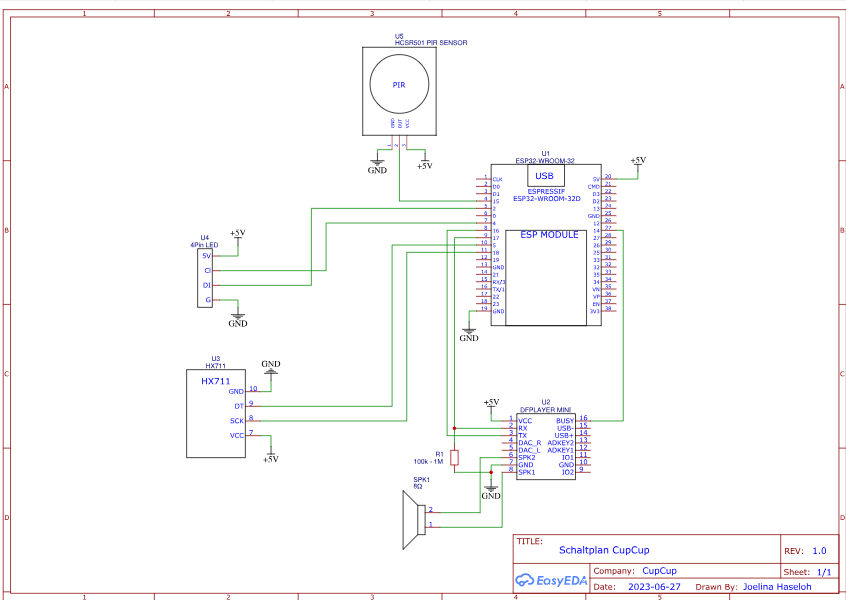 1 2 3 4 5
A
B
C
D
A
B
C
D
U5
HCSR501 PIR SENSOR
PIR
GND
OUT
VCC
1 2 3
GND
+5V
U1
ESP32-WROOM-32
USB
ESPRESSIF
ESP32-WROOM-32D
ESP MODULE
+5V
1 CLK
2 D0
3 D1
4 15
5 2
6 0
7 4
8 16
9 17
10 5
11 18
12 19
13 GND
14 21
15 RX/3
16 TX/1
17 22
18 23
19 GND
5V 20
CMD 21
D3 22
D2 23
13 24
GND 25
12 26
14 27
27 28
26 29
25 30
33 31
32 32
35 33
34 34
VN 35
VP 36
EN 37
3V3 38
GND
U4
4Pin LED
5V
CI
DI
G
+5V
GND
U3
HX711
HX711
GND 10
DT 9
SCK 8
VCC 7
GND
+5V
+5V
U2
DFPLAYER MINI
1 VCC
2 RX
3 TX
4 DAC_R
5 DAC_L
6 SPK2
7 GND
8 SPK1
BUSY 16
USB- 15
USB+ 14
ADKEY2 13
ADKEY1 12
IO1 11
GND 10
IO2 9
R1
100k - 1M
GND
SPK1
8Ω
2
1
TITLE:
Schaltplan CupCup
REV: 1.0
EasyEDA
Company: CupCup
Sheet: 1/1
Date: 2023-06-27 Drawn By: Joelina Haseloh
1 2 3 4 5